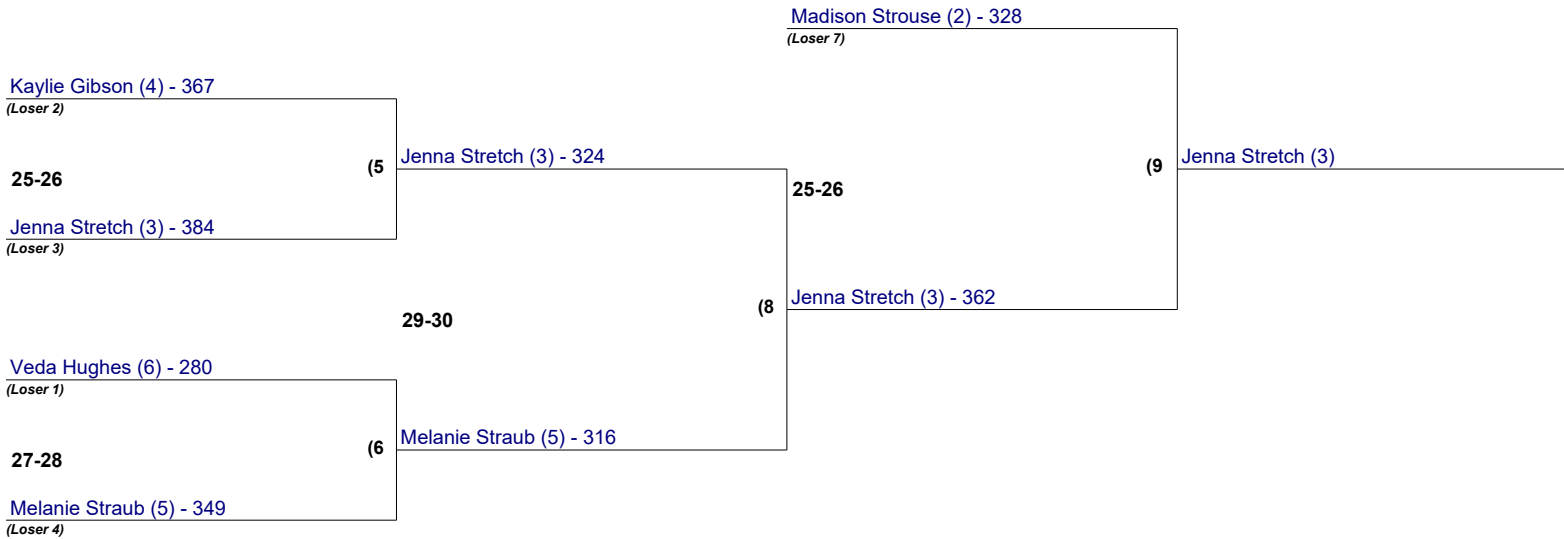 Madison Strouse (2) - 328
(Loser 7)
Kaylie Gibson (4) - 367
(Loser 2)
(5
Jenna Stretch (3) - 324
(9
Jenna Stretch (3)
25-26
25-26
Jenna Stretch (3) - 384
(Loser 3)
(8
Jenna Stretch (3) - 362
29-30
Veda Hughes (6) - 280
(Loser 1)
(6
Melanie Straub (5) - 316
27-28
Melanie Straub (5) - 349
(Loser 4)